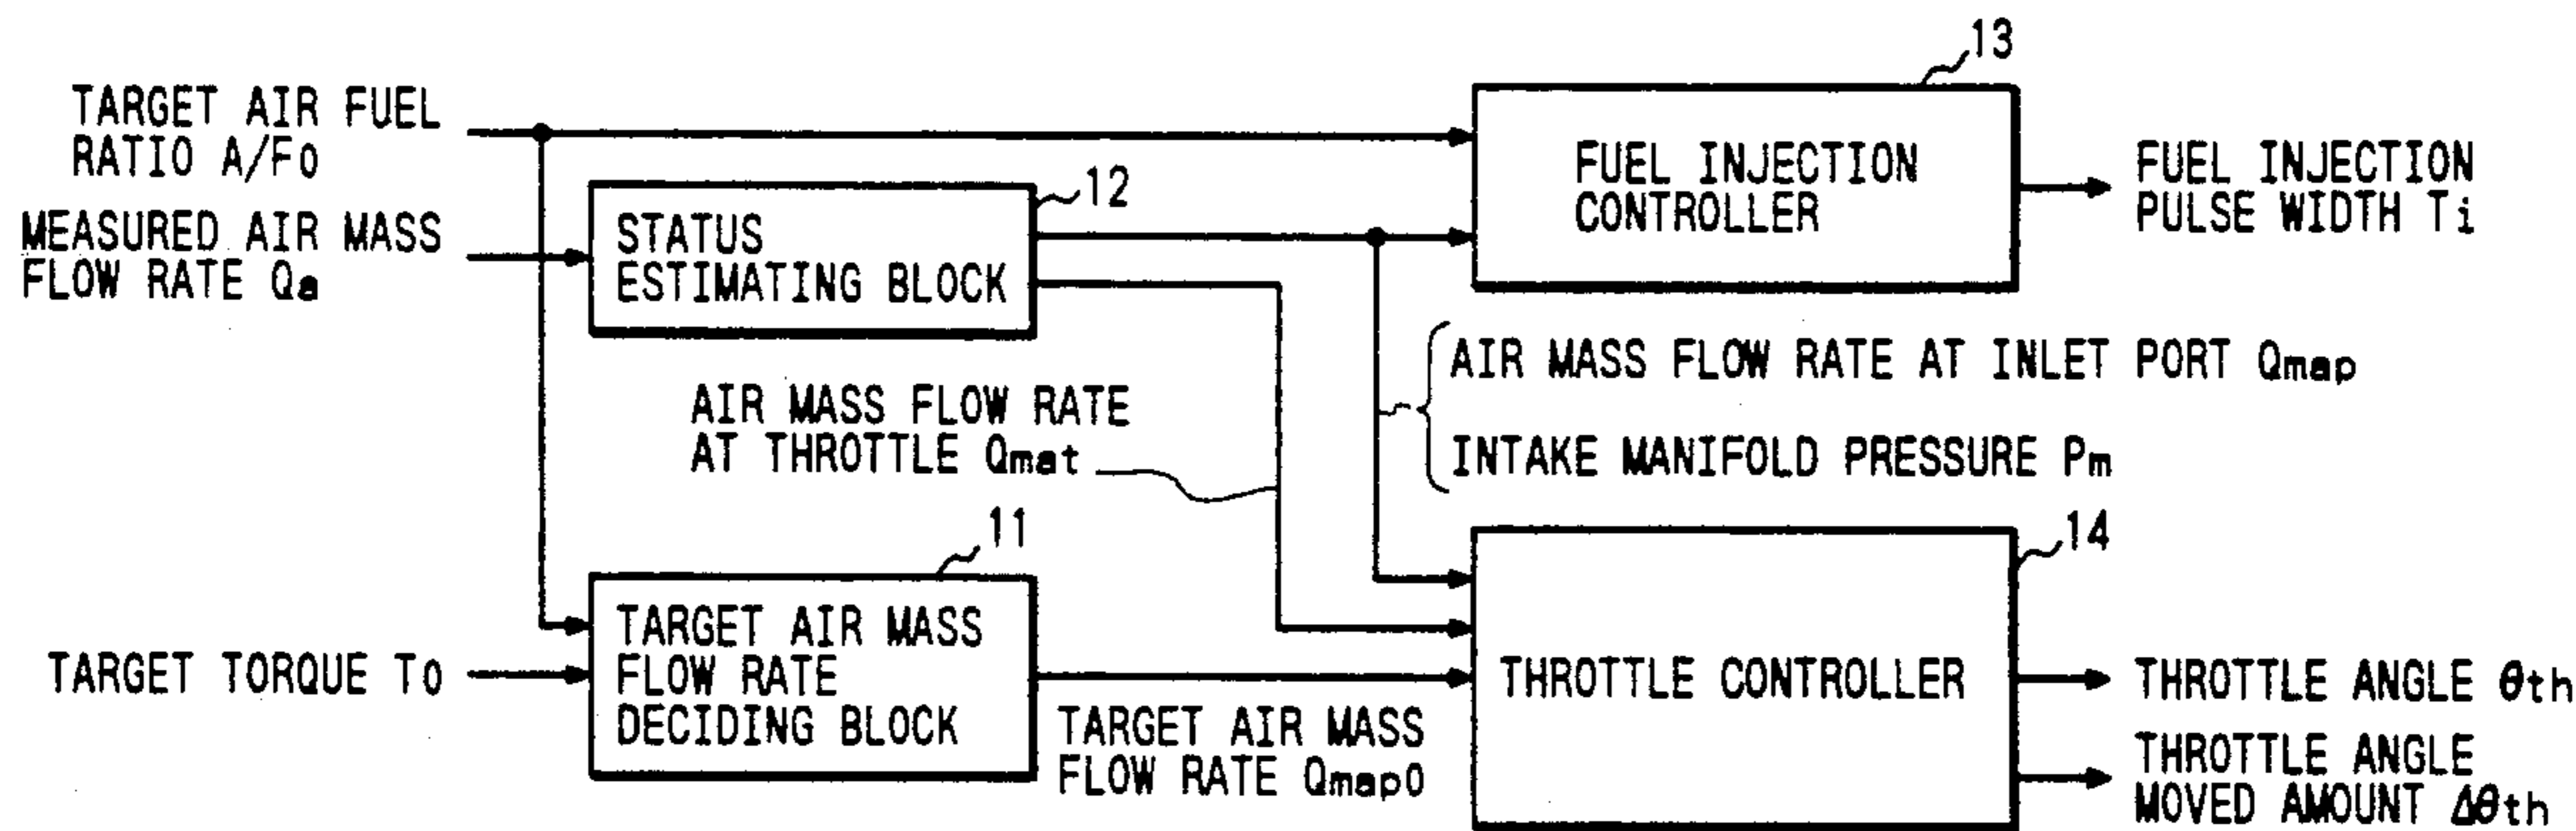 13
TARGET AIR FUEL
RATIO A/F0
12
FUEL INJECTION
CONTROLLER
FUEL INJECTION
PULSE WIDTH Ti
MEASURED AIR MASS
FLOW RATE Qa
STATUS
ESTIMATING BLOCK
AIR MASS FLOW RATE AT INLET PORT Qmap
INTAKE MANIFOLD PRESSURE Pm
AIR MASS FLOW RATE
AT THROTTLE Qmat
11
14
TARGET TORQUE T0
TARGET AIR MASS
FLOW RATE
DECIDING BLOCK
TARGET AIR MASS
FLOW RATE Qmap0
THROTTLE CONTROLLER
THROTTLE ANGLE θth
THROTTLE ANGLE
MOVED AMOUNT Δθth